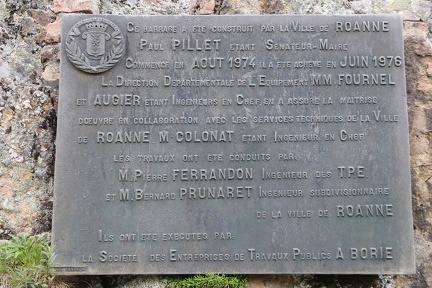 Ce barrage a été construit par la Ville de ROANNE
Paul PILLET étant Sénateur-Maire
Commencé en AOUT 1974 il a été achevé en JUIN 1976
La Direction Départementale de l'Equipement MM FOURNEL
et AUGIER étant Ingénieurs en Chef en a assuré la maitrise
d'œuvre en collaboration avec les services techniques de la Ville
de ROANNE M. COLONAT étant Ingénieur en Chef
Les travaux ont été conduits par
M. Pierre FERRANDON Ingénieur des TPE
et M. Bernard PRUNARET Ingénieur subdivisionnaire
de la ville de ROANNE
Ils ont été exécutés par
La Société des Entreprises de Travaux Publics A BORIE